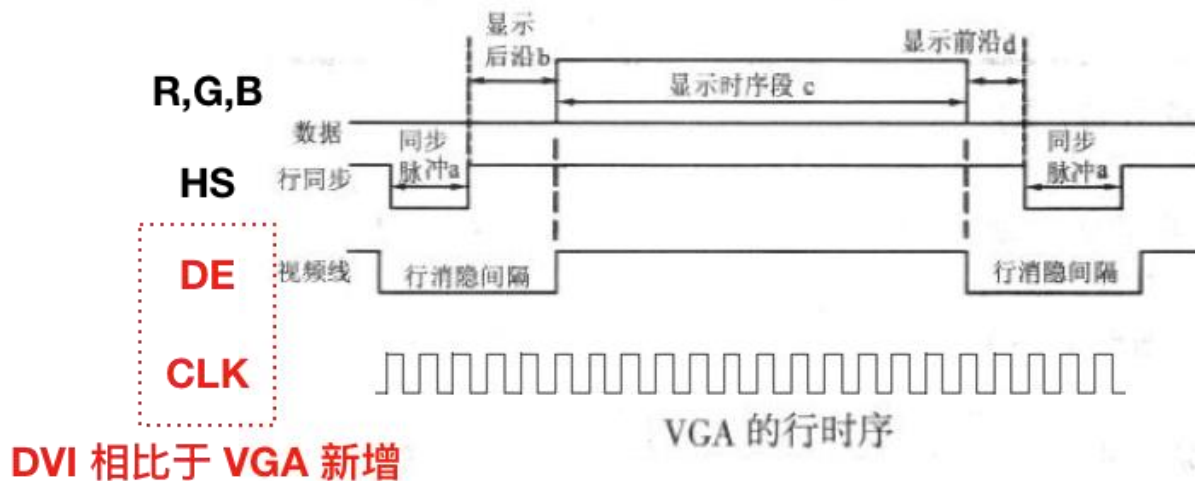 显示
后沿b
显示前沿d
R,G,B
显示时序段 c
数据
同步
脉冲a
同步
脉冲a
HS
行同步
DE
视频线
行消隐间隔
行消隐间隔
CLK
VGA 的行时序
DVI 相比于 VGA 新增